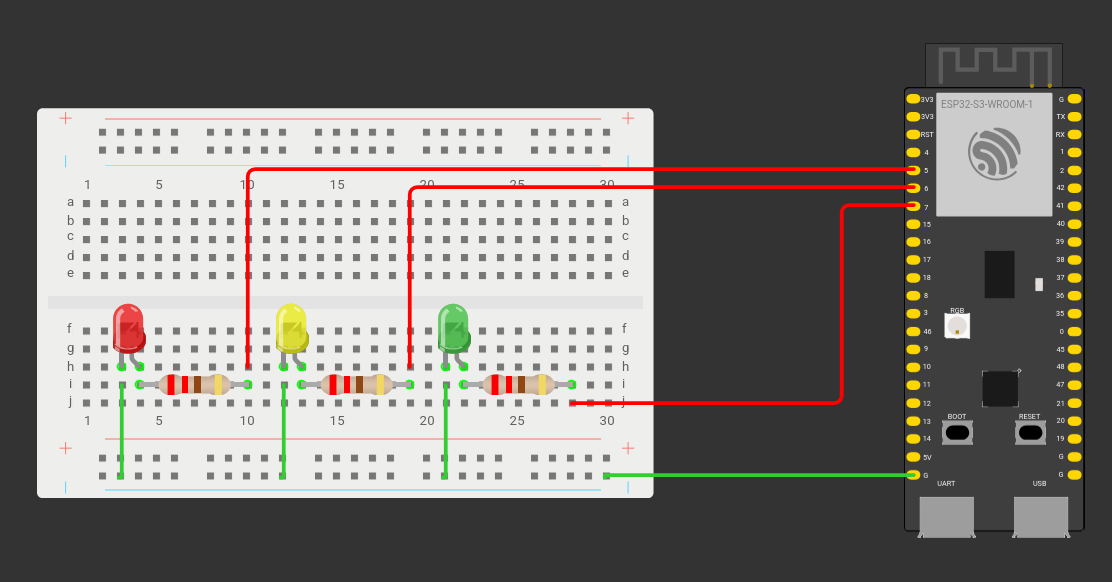 ESP32-S3-WROOM-1
3V3 G
3V3 TX
RST RX
4 1
5 2
6 42
7 41
15 40
16 39
17 38
18 37
8 36
3 35
46 0
9 45
10 48
11 47
12 21
13 20
14 19
5V G
G G
RGB
?
BOOT RESET
UART USB
+ +
1 5 10 15 20 25 30
a a
b b
c c
d d
e e
f f
g g
h h
i i
j j
1 5 10 15 20 25 30
+ +